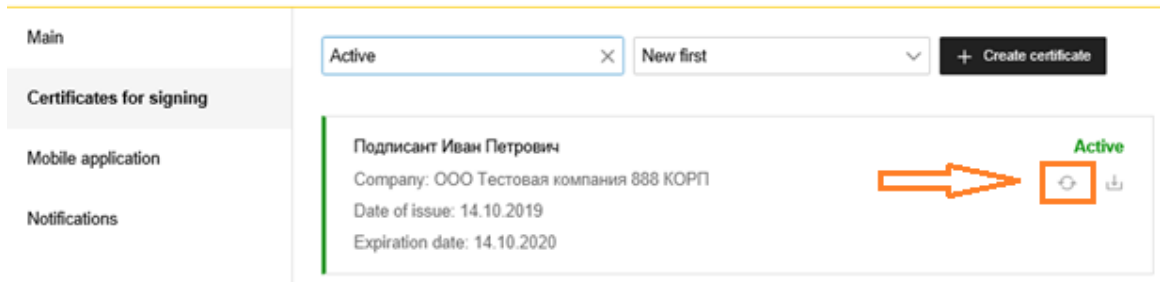 Main
Certificates for signing
Mobile application
Notifications
Active
New first
+ Create certificate
Подписант Иван Петрович
Active
Company: ООО Тестовая компания 888 КОРП
Date of issue: 14.10.2019
Expiration date: 14.10.2020